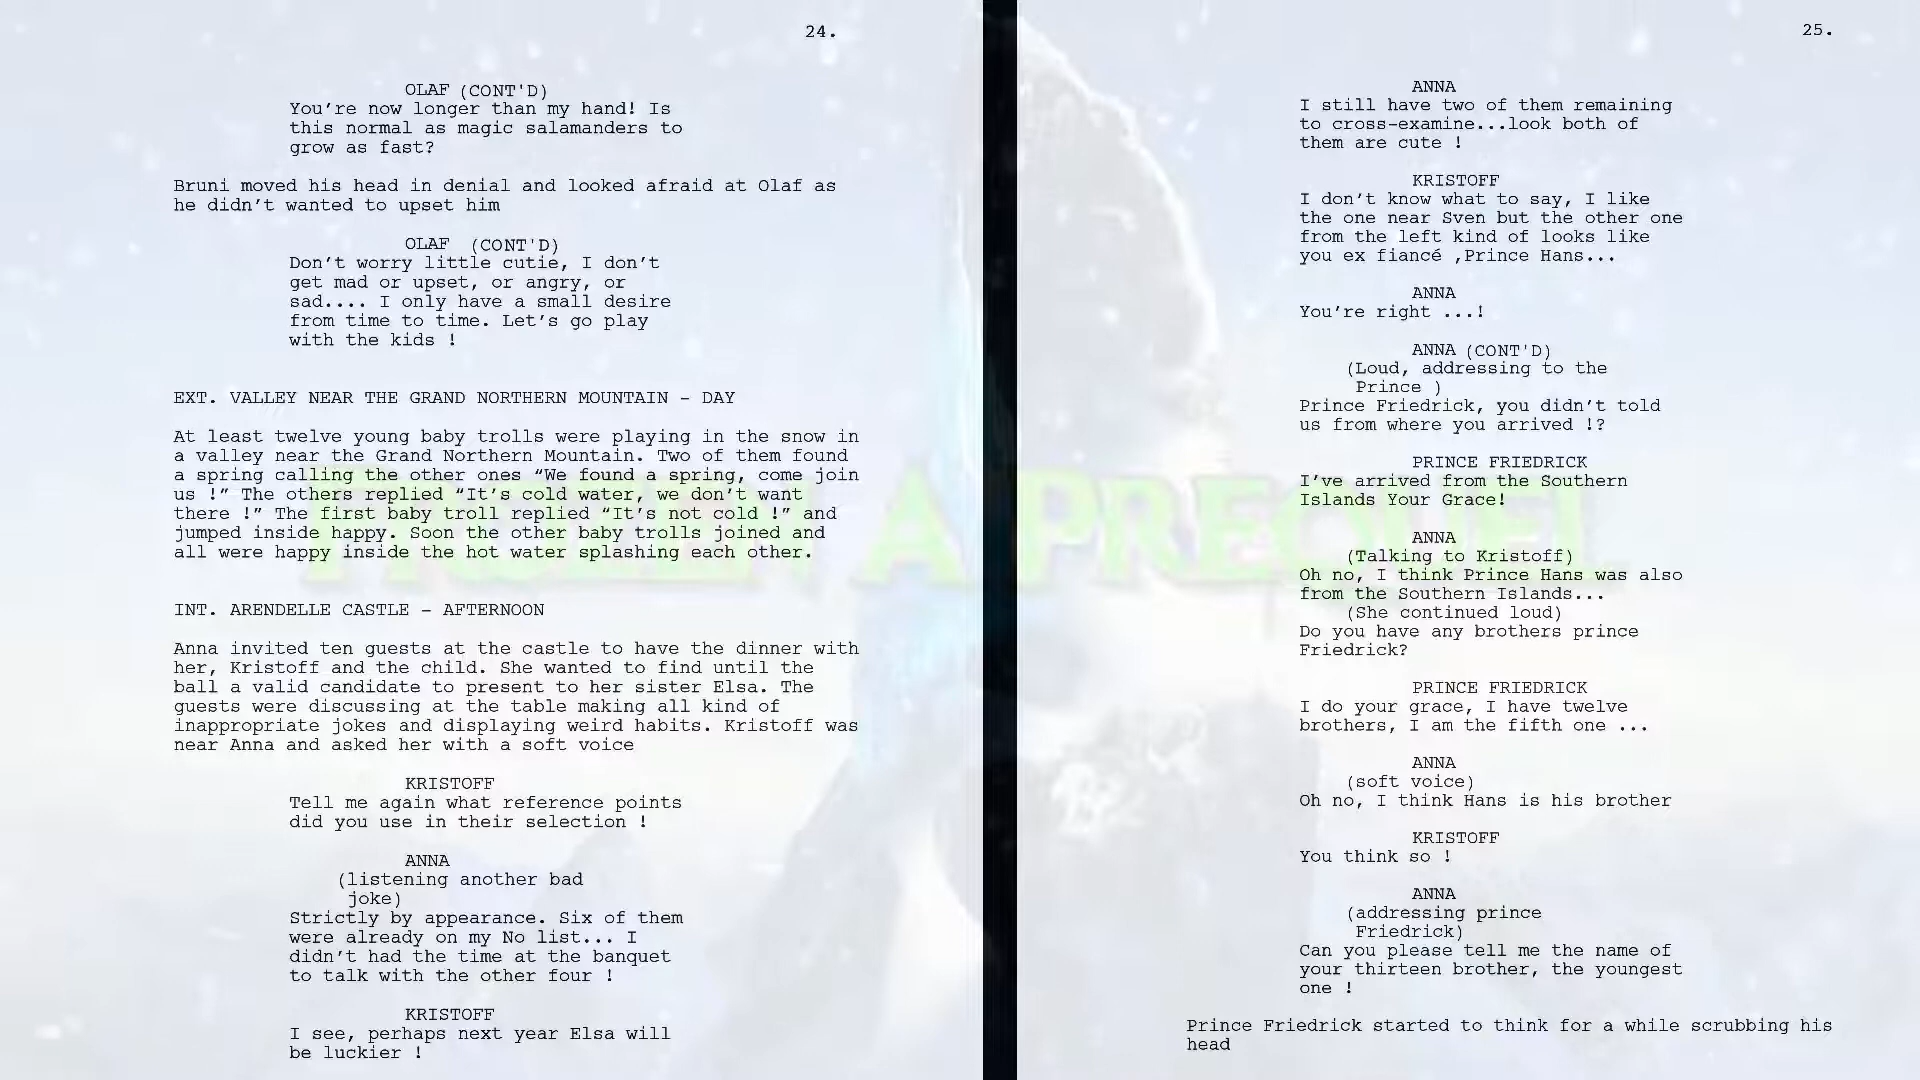 24.
OLAF (CONT'D)
You’re now longer than my hand! Is
this normal as magic salamanders to
grow as fast?
Bruni moved his head in denial and looked afraid at Olaf as
he didn’t wanted to upset him
OLAF (CONT'D)
Don’t worry little cutie, I don’t
get mad or upset, or angry, or
sad.... I only have a small desire
from time to time. Let’s go play
with the kids !
EXT. VALLEY NEAR THE GRAND NORTHERN MOUNTAIN – DAY
At least twelve young baby trolls were playing in the snow in
a valley near the Grand Northern Mountain. Two of them found
a spring calling the other ones “We found a spring, come join
us !” The others replied “It’s cold water, we don’t want
there !” The first baby troll replied “It’s not cold !” and
jumped inside happy. Soon the other baby trolls joined and
all were happy inside the hot water splashing each other.
INT. ARENDELLE CASTLE – AFTERNOON
Anna invited ten guests at the castle to have the dinner with
her, Kristoff and the child. She wanted to find until the
ball a valid candidate to present to her sister Elsa. The
guests were discussing at the table making all kind of
inappropriate jokes and displaying weird habits. Kristoff was
near Anna and asked her with a soft voice
KRISTOFF
Tell me again what reference points
did you use in their selection !
ANNA
(listening another bad
joke)
Strictly by appearance. Six of them
were already on my No list... I
didn’t had the time at the banquet
to talk with the other four !
KRISTOFF
I see, perhaps next year Elsa will
be luckier !
25.
ANNA
I still have two of them remaining
to cross-examine...look both of
them are cute !
KRISTOFF
I don’t know what to say, I like
the one near Sven but the other one
from the left kind of looks like
you ex fiancé ,Prince Hans...
ANNA
You’re right ...!
ANNA (CONT'D)
(Loud, addressing to the
Prince )
Prince Friedrick, you didn’t told
us from where you arrived !?
PRINCE FRIEDRICK
I’ve arrived from the Southern
Islands Your Grace!
ANNA
(Talking to Kristoff)
Oh no, I think Prince Hans was also
from the Southern Islands...
(She continued loud)
Do you have any brothers prince
Friedrick?
PRINCE FRIEDRICK
I do your grace, I have twelve
brothers, I am the fifth one ...
ANNA
(soft voice)
Oh no, I think Hans is his brother
KRISTOFF
You think so !
ANNA
(addressing prince
Friedrick)
Can you please tell me the name of
your thirteen brother, the youngest
one !
Prince Friedrick started to think for a while scrubbing his
head
FROZEN A PREQUEL